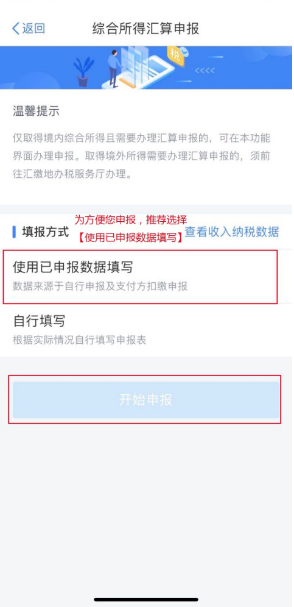 返回
综合所得汇算申报
温馨提示
仅取得境内综合所得且需要办理汇算申报的，可在本功能
界面办理申报。取得境外所得需要办理汇算申报的，须前
往汇缴地办税服务厅办理。
为方便您申报，推荐选择
填报方式 【使用已申报数据填写】 查看收入纳税数据
使用已申报数据填写
数据来源于自行申报及支付方扣缴申报
自行填写
根据实际情况自行填写申报表
开始申报